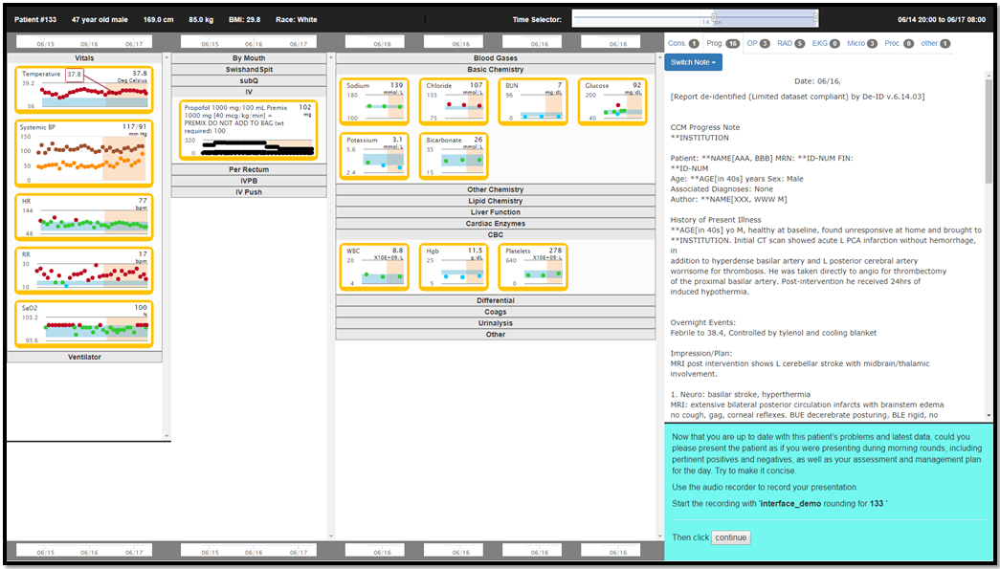 Patient #133 47 year old male 169.0 cm 85.0 kg BMI: 29.8 Race: White Time Selector: 06/14 20:00 to 06/17 08:00
06/15 06/16 06/17 06/15 06/16 06/17 06/16 06/16 06/16 06/16
Vitals
Temperature 37.8 37.8
Deg Celsius
39.2
36
Systemic BP 117/91
mm Hg
150
100
50
0
HR 77
bpm
144
48
RR 17
bpm
30
10
SaO2 100
%
103.2
93.6
Ventilator
By Mouth
SwishandSpit
subQ
IV
Propofol 1000 mg/100 mL Premix 102
1000 mg [40 mcg/kg/min] = mg
PREMIX DO NOT ADD TO BAG (wt
required) 100
320
0
Per Rectum
IVPB
IV Push
Blood Gases
Basic Chemistry
Sodium 139
mmol/L
180
100
Chloride 107
mmol/L
135
75
BUN 7
mg/dL
96
0
Glucose 92
mg/dL
200
40
Potassium 3.1
mmol/L
5.6
2.4
Bicarbonate 26
mmol/L
35
15
Other Chemistry
Lipid Chemistry
Liver Function
Cardiac Enzymes
CBC
WBC 8.8
X10E+09/L
20
4
Hgb 11.5
g/dL
25
5
Platelets 278
X10E+09/L
640
0
Differential
Coags
Urinalysis
Other
Cons. 1 Prog. 16 OP 3 RAD 5 EKG 0 Micro 3 Proc. 0 other 1
Switch Note
Date: 06/16,
[Report de-identified (Limited dataset compliant) by De-ID v.6.14.03]
CCM Progress Note
**INSTITUTION
Patient: **NAME[AAA, BBB] MRN: **ID-NUM FIN:
**ID-NUM
Age: **AGE[in 40s] years Sex: Male
Associated Diagnoses: None
Author: **NAME[XXX, WWW M]
History of Present Illness
**AGE[in 40s] yo M, healthy at baseline, found unresponsive at home and brought to
**INSTITUTION. Initial CT scan showed acute L PCA infarction without hemorrhage,
in
addition to hyperdense basilar artery and L posterior cerebral artery
worrisome for thrombosis. He was taken directly to angio for thrombectomy
of the proximal basilar artery. Post-intervention he received 24hrs of
induced hypothermia.
Overnight Events:
Febrile to 38.4, Controlled by tylenol and cooling blanket
Impression/Plan:
MRI post intervention shows L cerebellar stroke with midbrain/thalamic
involvement.
1. Neuro: basilar stroke, hyperthermia
MRI: extensive bilateral posterior circulation infarcts with brainstem edema
no cough, gag, corneal reflexes. BUE decerebrate posturing, BLE rigid, no
Now that you are up to date with this patient's problems and latest data, could you
please present the patient as if you were presenting during morning rounds, including
pertinent positives and negatives, as well as your assessment and management plan
for the day. Try to make it concise.
Use the audio recorder to record your presentation.
Start the recording with 'interface_demo rounding for 133.'
Then click continue
06/15 06/16 06/17 06/15 06/16 06/17 06/16 06/16 06/16 06/16